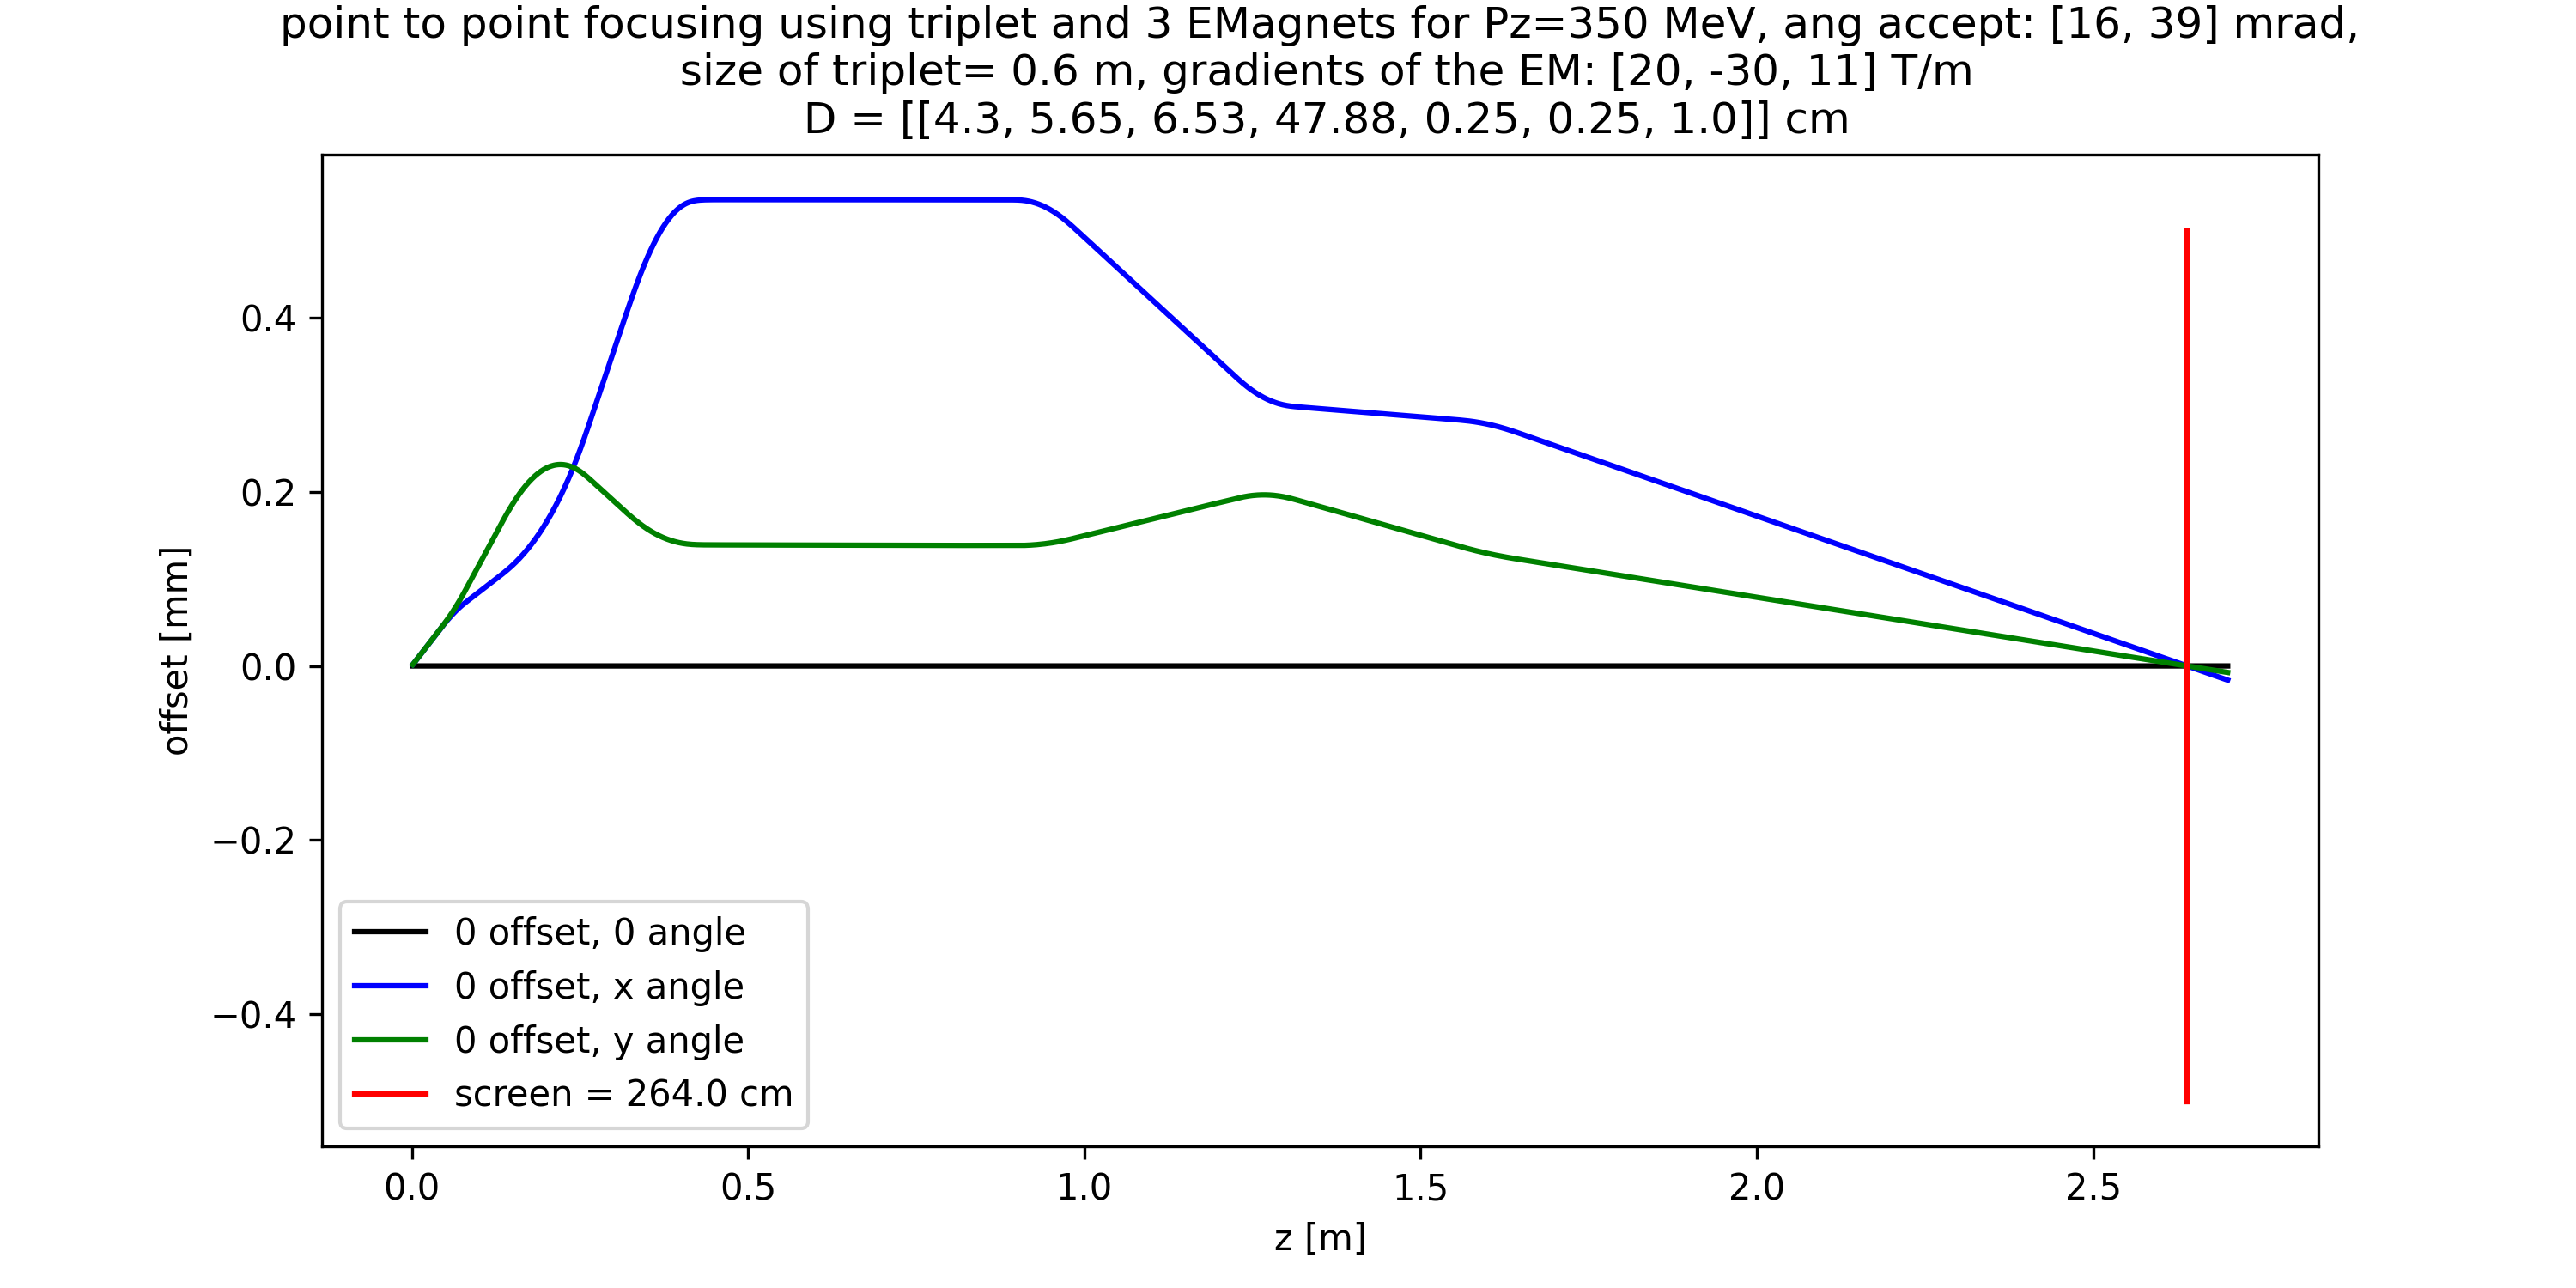 point to point focusing using triplet and 3 EMagnets for Pz=350 MeV, ang accept: [16, 39] mrad,
size of triplet= 0.6 m, gradients of the EM: [20, -30, 11] T/m
D = [[4.3, 5.65, 6.53, 47.88, 0.25, 0.25, 1.0]] cm
offset [mm]
0.4
0.2
0.0
−0.2
−0.4
0 offset, 0 angle
0 offset, x angle
0 offset, y angle
screen = 264.0 cm
0.0 0.5 1.0 1.5 2.0 2.5
z [m]